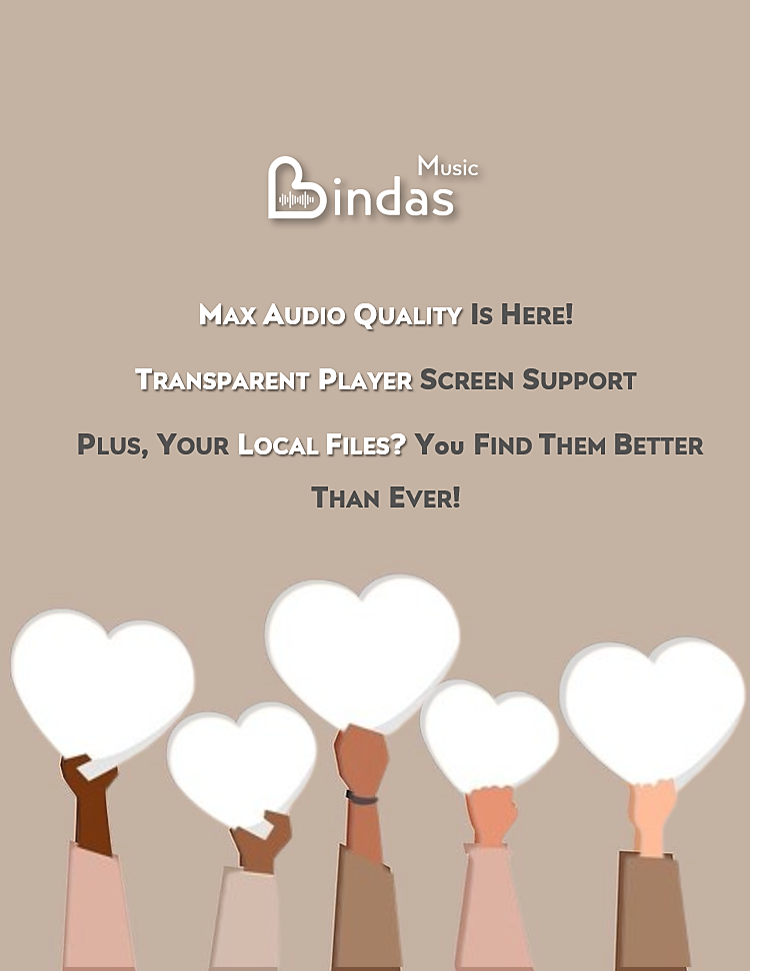 Music
Bindas
Max Audio Quality Is Here!
Transparent Player Screen Support
Plus, Your Local Files? You Find Them Better
Than Ever!